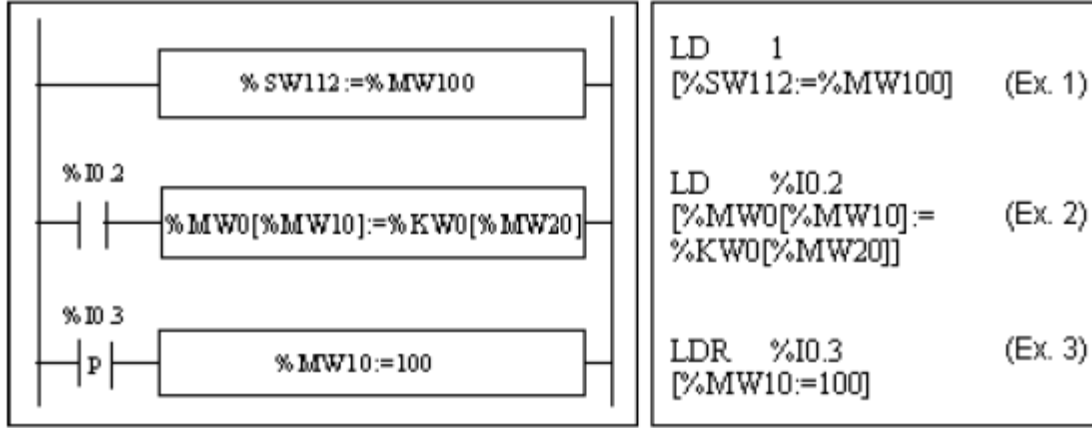 % SW112 :=% MW100
% I0.2
% MW0[%MW10]:=% KW0[% MW20]
% I0.3
P
% MW10:=100
LD 1
[%SW112:=%MW100] (Ex. 1)
LD %I0.2
[%MW0[%MW10]:= (Ex. 2)
%KW0[%MW20]]
LDR %I0.3 (Ex. 3)
[%MW10:=100]